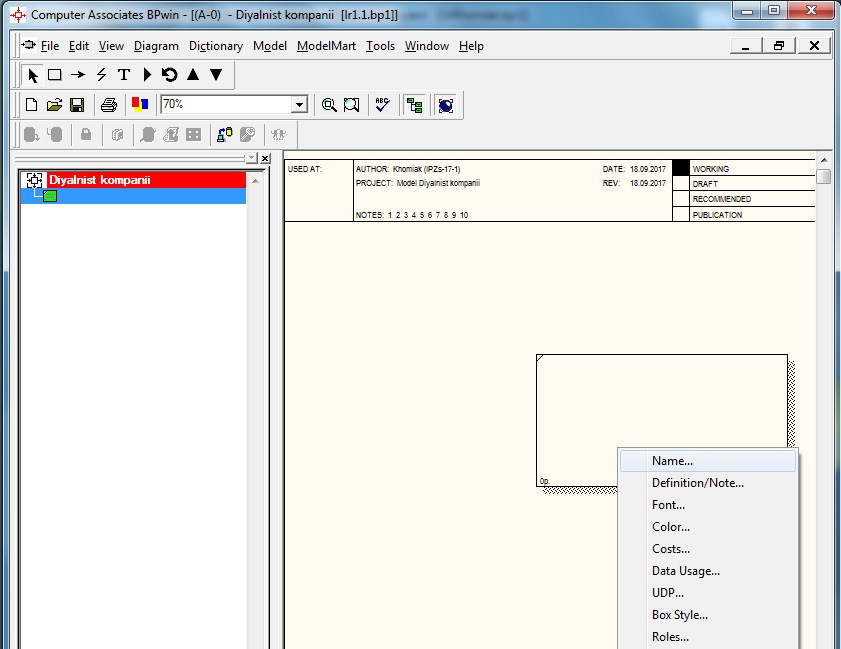 Computer Associates BPwin - [(A-0) - Diyalnist kompanii [lr1.1.bp1]]
File Edit View Diagram Dictionary Model ModelMart Tools Window Help
T
70%
ABC
Diyalnist kompanii
USED AT:
AUTHOR: Khomiak (IPZs-17-1)
DATE: 18.09.2017
WORKING
PROJECT: Model Diyalnist kompanii
REV: 18.09.2017
DRAFT
RECOMMENDED
NOTES: 1 2 3 4 5 6 7 8 9 10
PUBLICATION
0р.
Name...
Definition/Note...
Font...
Color...
Costs...
Data Usage...
UDP...
Box Style...
Roles...